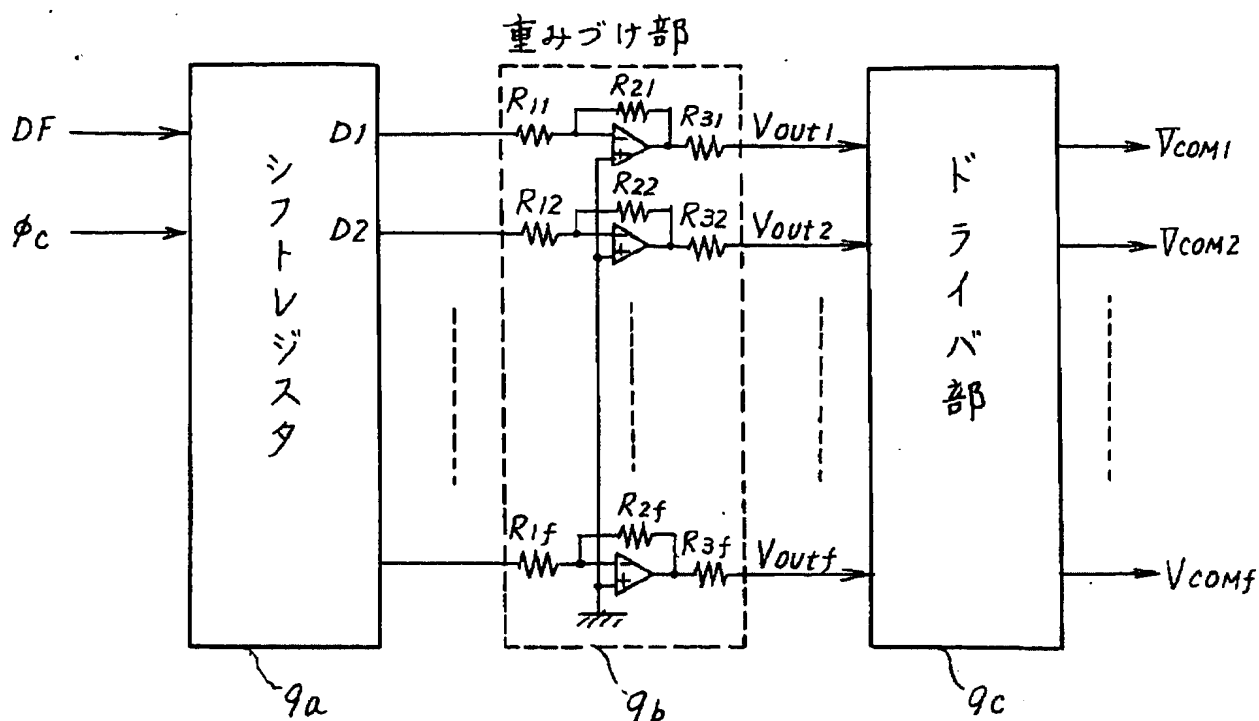 重みづけ部
DF
φc
シフトレジスタ
D1
D2
R11
R21
R31
Vout1
R12
R22
R32
Vout2
R1f
R2f
R3f
Voutf
ドライバ部
VCOM1
VCOM2
VCOMf
9a
9b
9c